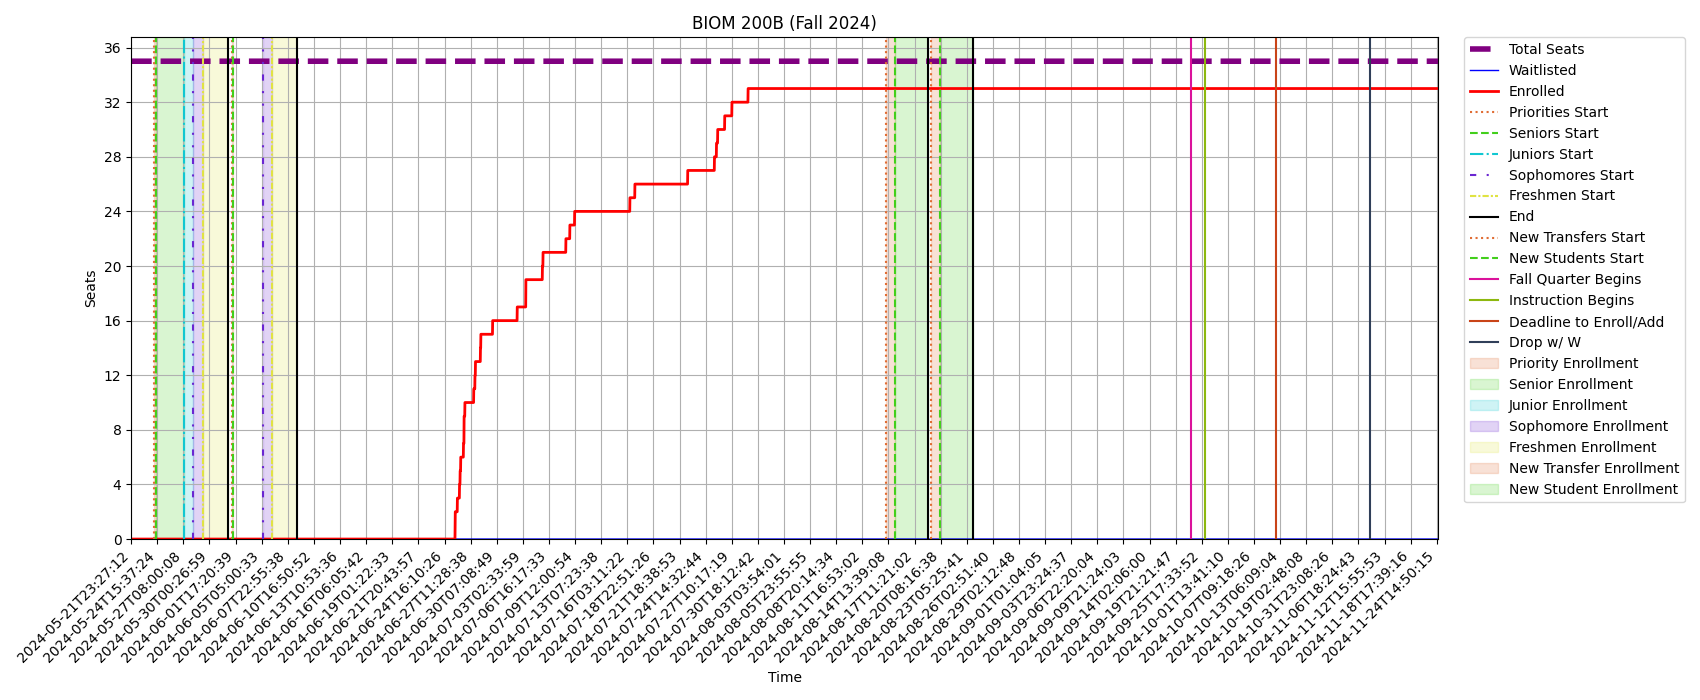 BIOM 200B (Fall 2024)
36
32
28
24
20
16
12
8
4
0
Seats
2024-05-21T23:27:12
2024-05-24T15:37:24
2024-05-27T08:00:08
2024-05-30T00:26:59
2024-06-01T17:20:39
2024-06-05T05:00:33
2024-06-07T22:55:38
2024-06-10T16:50:52
2024-06-13T10:53:36
2024-06-16T06:05:42
2024-06-19T01:22:33
2024-06-21T20:43:57
2024-06-24T16:10:26
2024-06-27T11:28:38
2024-06-30T07:08:49
2024-07-03T02:33:59
2024-07-06T16:17:33
2024-07-09T12:00:54
2024-07-13T07:23:38
2024-07-16T03:11:22
2024-07-18T22:51:26
2024-07-21T18:38:53
2024-07-24T14:32:44
2024-07-27T10:17:19
2024-07-30T18:12:42
2024-08-03T03:54:01
2024-08-05T23:55:55
2024-08-08T20:14:34
2024-08-11T16:53:02
2024-08-14T13:39:08
2024-08-17T11:21:02
2024-08-20T08:16:38
2024-08-23T05:25:41
2024-08-26T02:51:40
2024-08-29T02:12:48
2024-09-01T01:04:05
2024-09-03T23:24:37
2024-09-06T22:20:04
2024-09-09T21:24:03
2024-09-14T02:06:00
2024-09-19T21:21:47
2024-09-25T17:33:52
2024-10-01T13:41:10
2024-10-07T09:18:26
2024-10-13T06:09:04
2024-10-19T02:48:08
2024-10-31T23:08:26
2024-11-06T18:24:43
2024-11-12T15:55:53
2024-11-18T17:39:16
2024-11-24T14:50:15
Time
Total Seats
Waitlisted
Enrolled
Priorities Start
Seniors Start
Juniors Start
Sophomores Start
Freshmen Start
End
New Transfers Start
New Students Start
Fall Quarter Begins
Instruction Begins
Deadline to Enroll/Add
Drop w/ W
Priority Enrollment
Senior Enrollment
Junior Enrollment
Sophomore Enrollment
Freshmen Enrollment
New Transfer Enrollment
New Student Enrollment